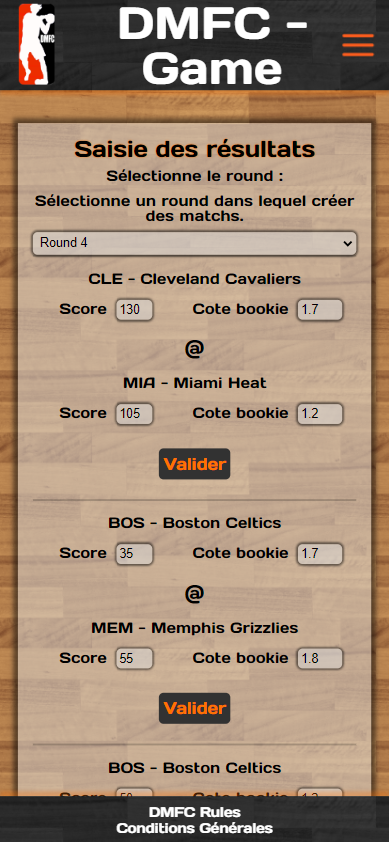 DMFC
DMFC -
Game
Saisie des résultats
Sélectionne le round :
Sélectionne un round dans lequel créer
des matchs.
Round 4
CLE - Cleveland Cavaliers
Score 130 Cote bookie 1.7
@
MIA - Miami Heat
Score 105 Cote bookie 1.2
Valider
BOS - Boston Celtics
Score 35 Cote bookie 1.7
@
MEM - Memphis Grizzlies
Score 55 Cote bookie 1.8
Valider
BOS - Boston Celtics
Score Cote bookie
DMFC Rules
Conditions Générales